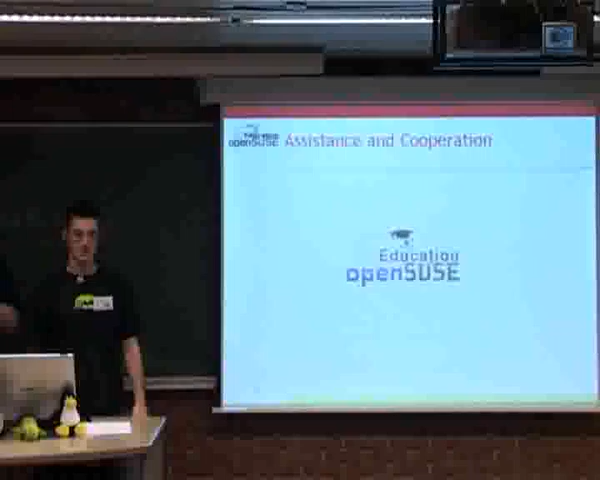 openSUSE
Assistance and Cooperation
Education
openSUSE